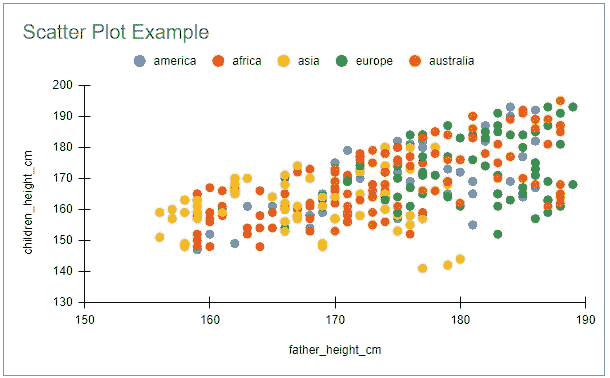 Scatter Plot Example
america africa asia europe australia
200
190
180
170
160
150
140
130
children_height_cm
150 160 170 180 190
father_height_cm